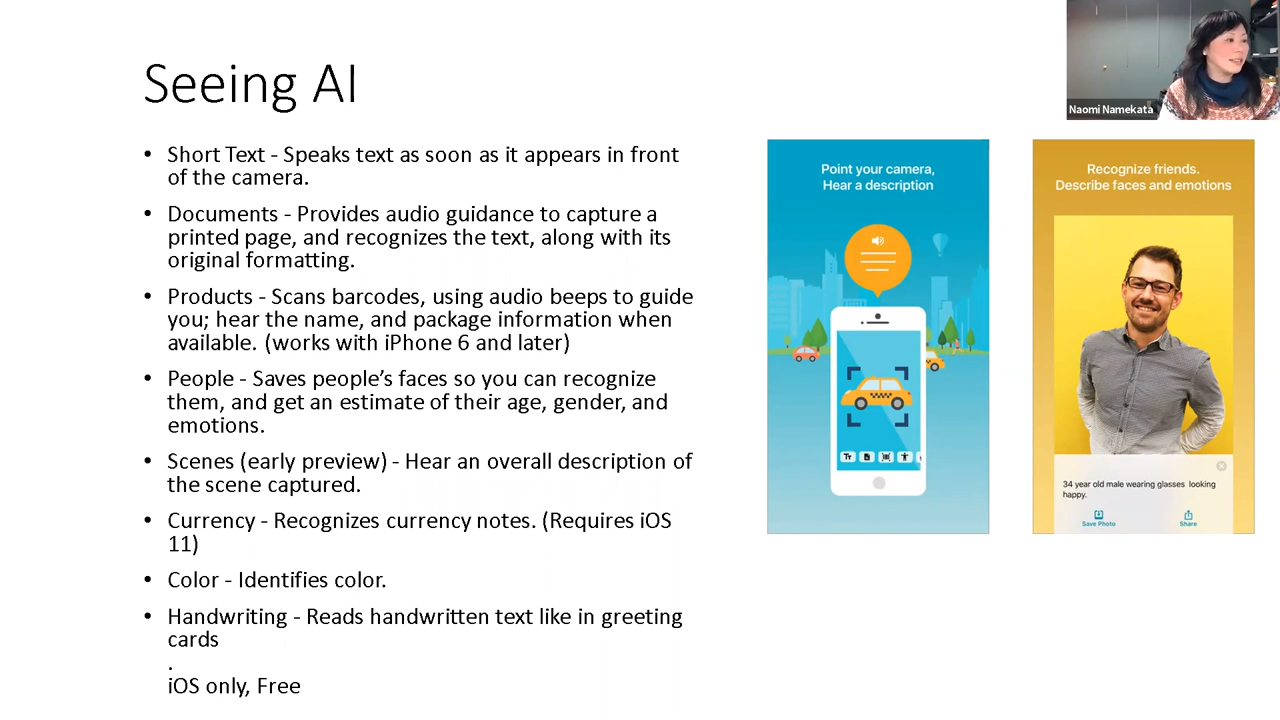 Seeing AI
• Short Text - Speaks text as soon as it appears in front
of the camera.
• Documents - Provides audio guidance to capture a
printed page, and recognizes the text, along with its
original formatting.
• Products - Scans barcodes, using audio beeps to guide
you; hear the name, and package information when
available. (works with iPhone 6 and later)
• People - Saves people’s faces so you can recognize
them, and get an estimate of their age, gender, and
emotions.
• Scenes (early preview) - Hear an overall description of
the scene captured.
• Currency - Recognizes currency notes. (Requires iOS
11)
• Color - Identifies color.
• Handwriting - Reads handwritten text like in greeting
cards
.
iOS only, Free
Point your camera,
Hear a description
Tr
Recognize friends.
Describe faces and emotions
34 year old male wearing glasses looking
happy.
Save Photo
Share
Naomi Namekata